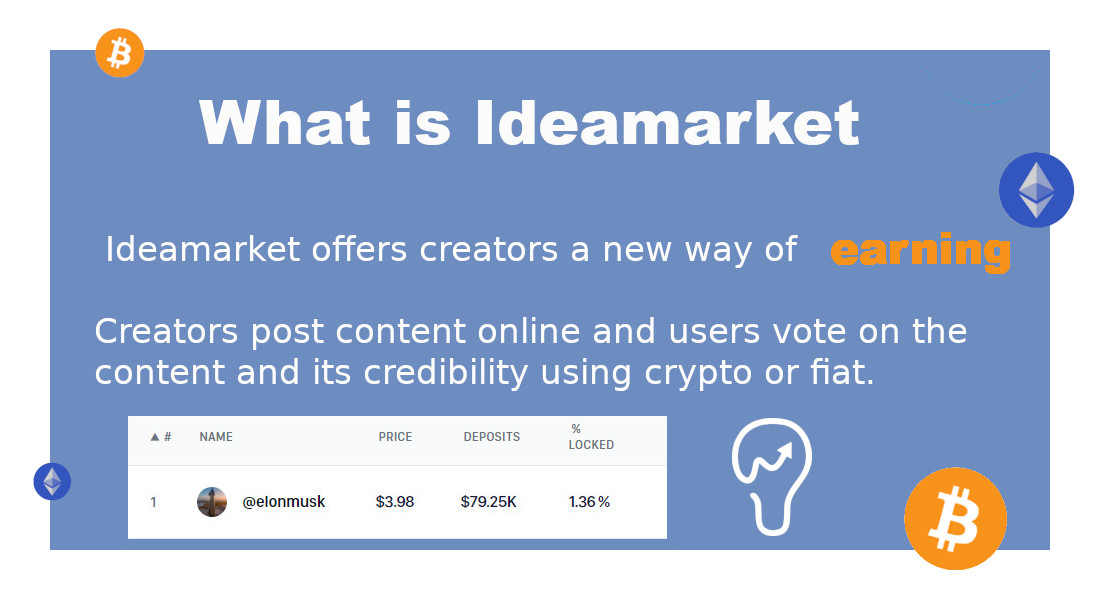 What is Ideamarket
Ideamarket offers creators a new way of earning
Creators post content online and users vote on the
content and its credibility using crypto or fiat.
▲ # NAME PRICE DEPOSITS % LOCKED
1 @elonmusk $3.98 $79.25K 1.36 %